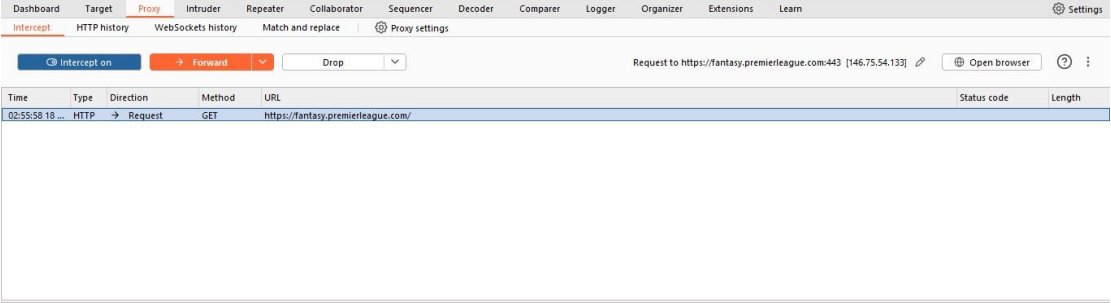 Dashboard Target Proxy Intruder Repeater Collaborator Sequencer Decoder Comparer Logger Organizer Extensions Learn Settings
Intercept HTTP history WebSockets history Match and replace Proxy settings
Intercept on → Forward Drop Request to https://fantasy.premierleague.com:443 [146.75.54.133] Open browser ?
Time Type Direction Method URL Status code Length
02:55:58 18 ... HTTP → Request GET https://fantasy.premierleague.com/